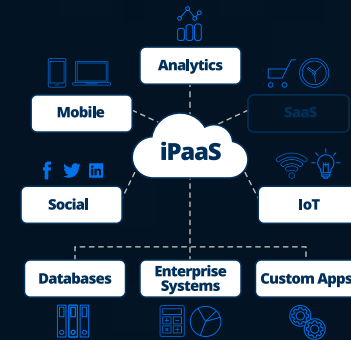 Analytics
Mobile
SaaS
iPaaS
Social
IoT
Databases
Enterprise
Systems
Custom Apps